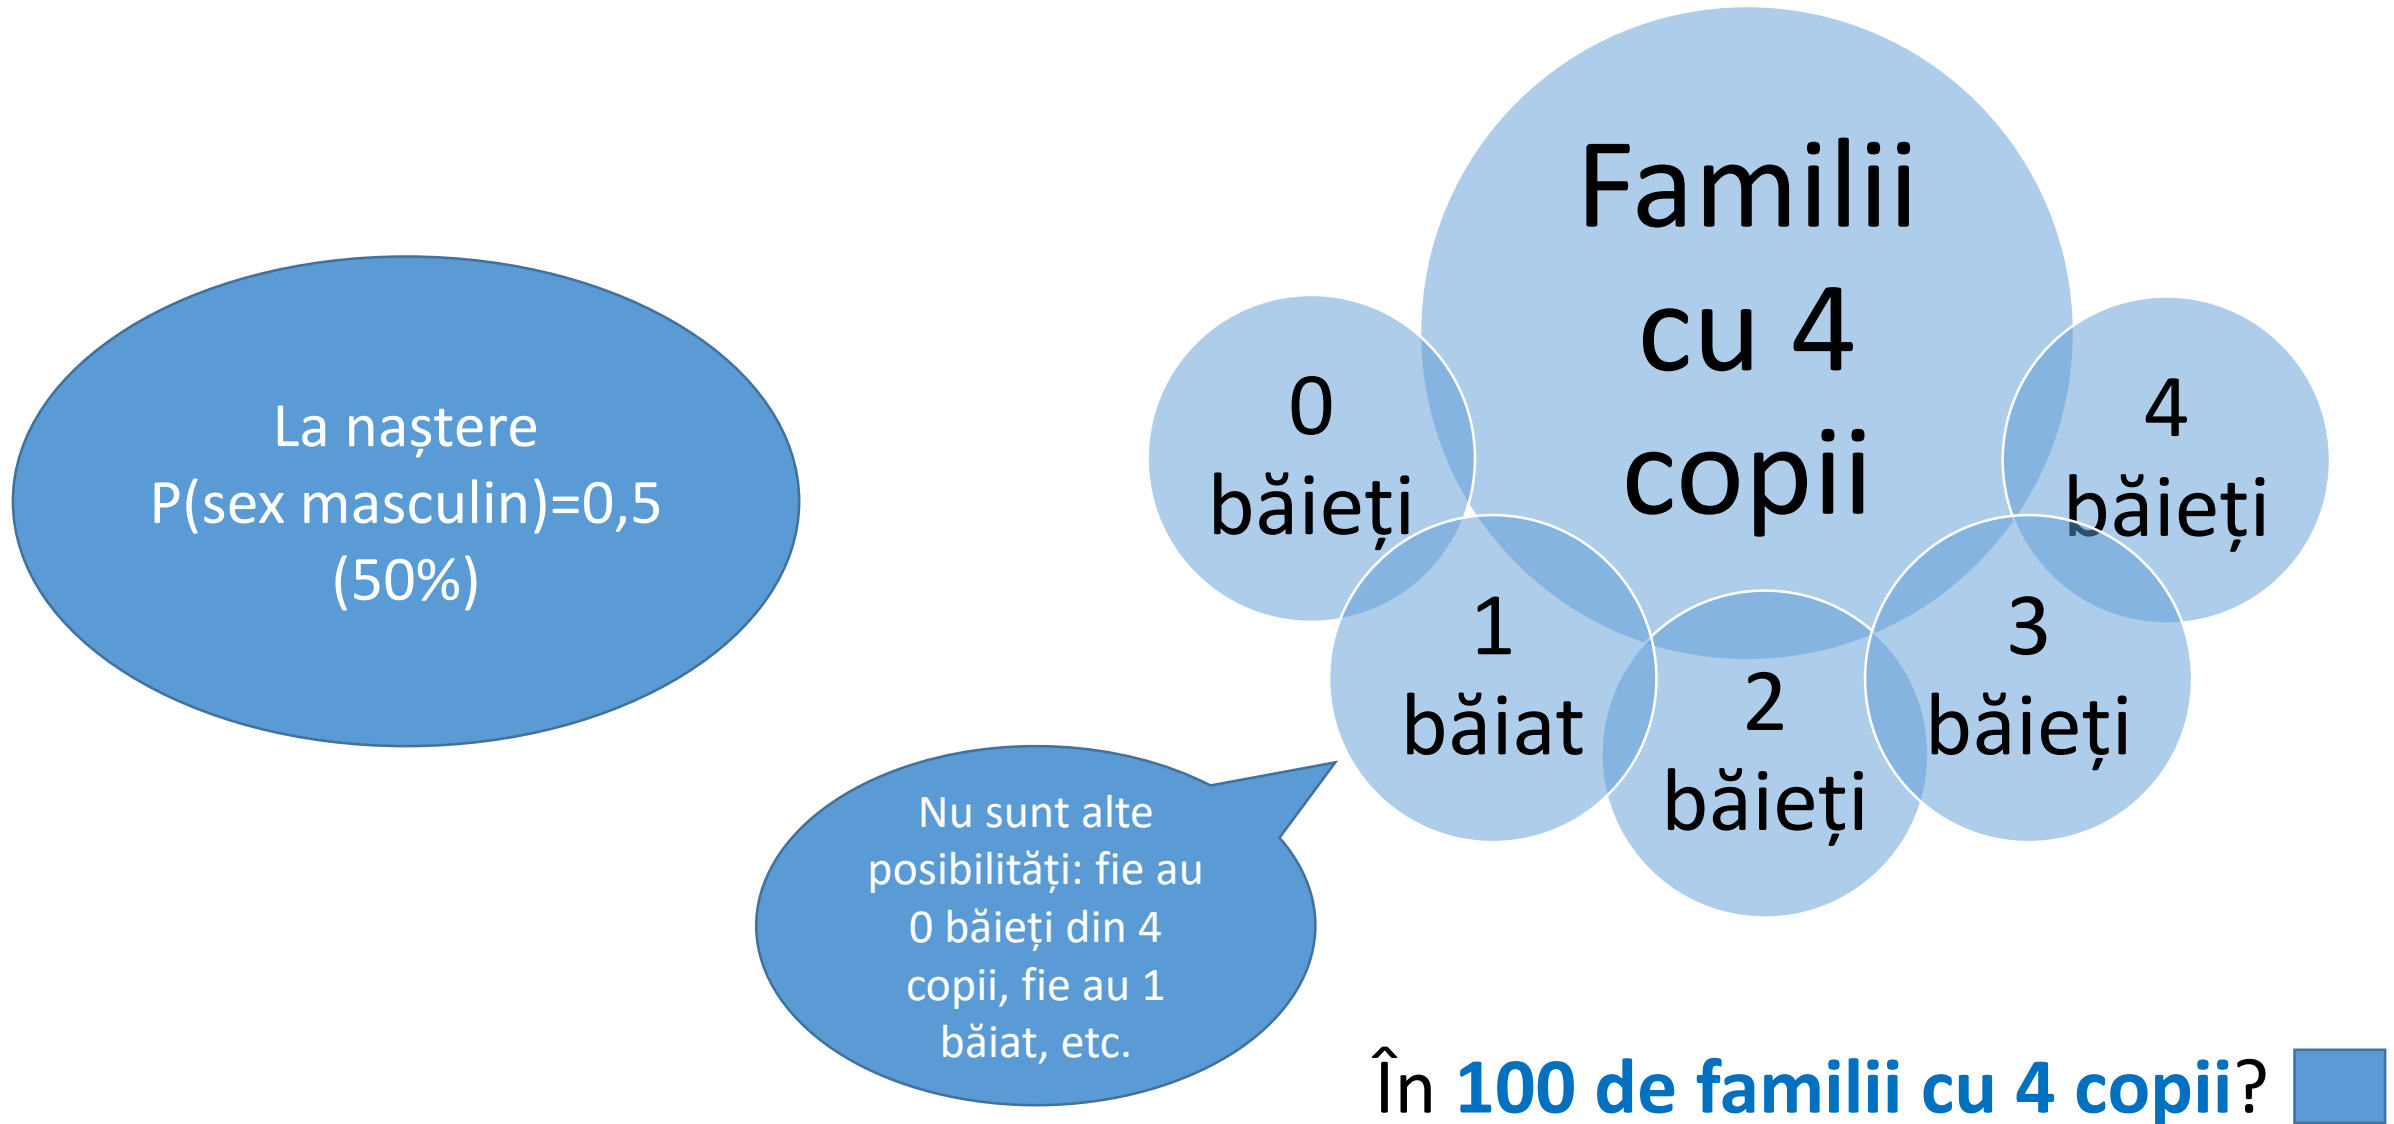 La naștere
P(sex masculin)=0,5
(50%)
Familii
cu 4
copii
0
băieți
1
băiat
2
băieți
3
băieți
4
băieți
Nu sunt alte
posibilități: fie au
0 băieți din 4
copii, fie au 1
băiat, etc.
În 100 de familii cu 4 copii?